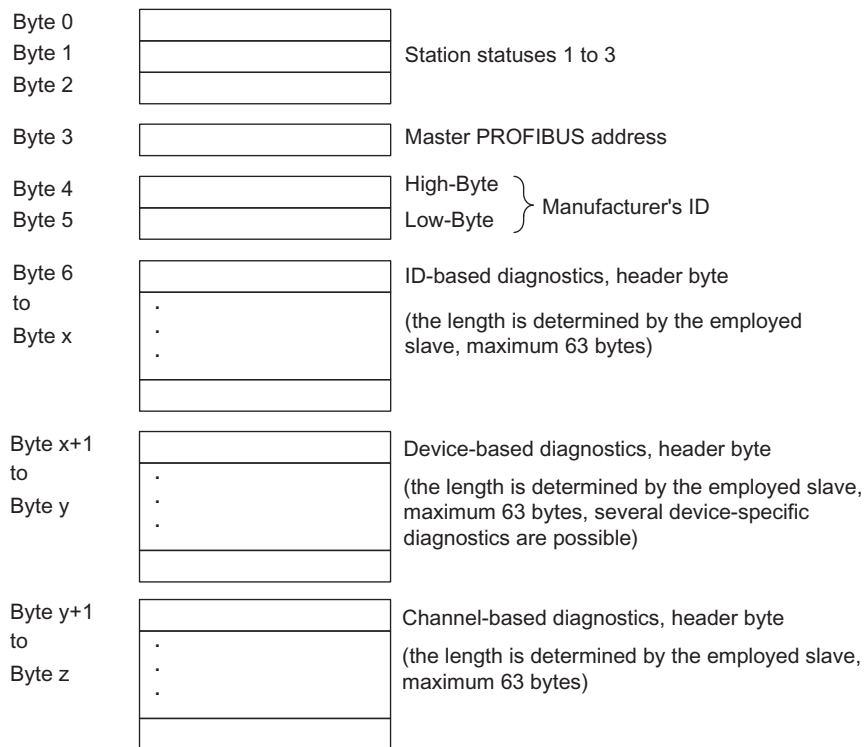 Byte 0
Byte 1
Byte 2
Station statuses 1 to 3
Byte 3
Master PROFIBUS address
Byte 4
High-Byte
Byte 5
Low-Byte
Manufacturer's ID
Byte 6
to
Byte x
ID-based diagnostics, header byte
(the length is determined by the employed
slave, maximum 63 bytes)
Byte x+1
to
Byte y
Device-based diagnostics, header byte
(the length is determined by the employed slave,
maximum 63 bytes, several device-specific
diagnostics are possible)
Byte y+1
to
Byte z
Channel-based diagnostics, header byte
(the length is determined by the employed slave,
maximum 63 bytes)